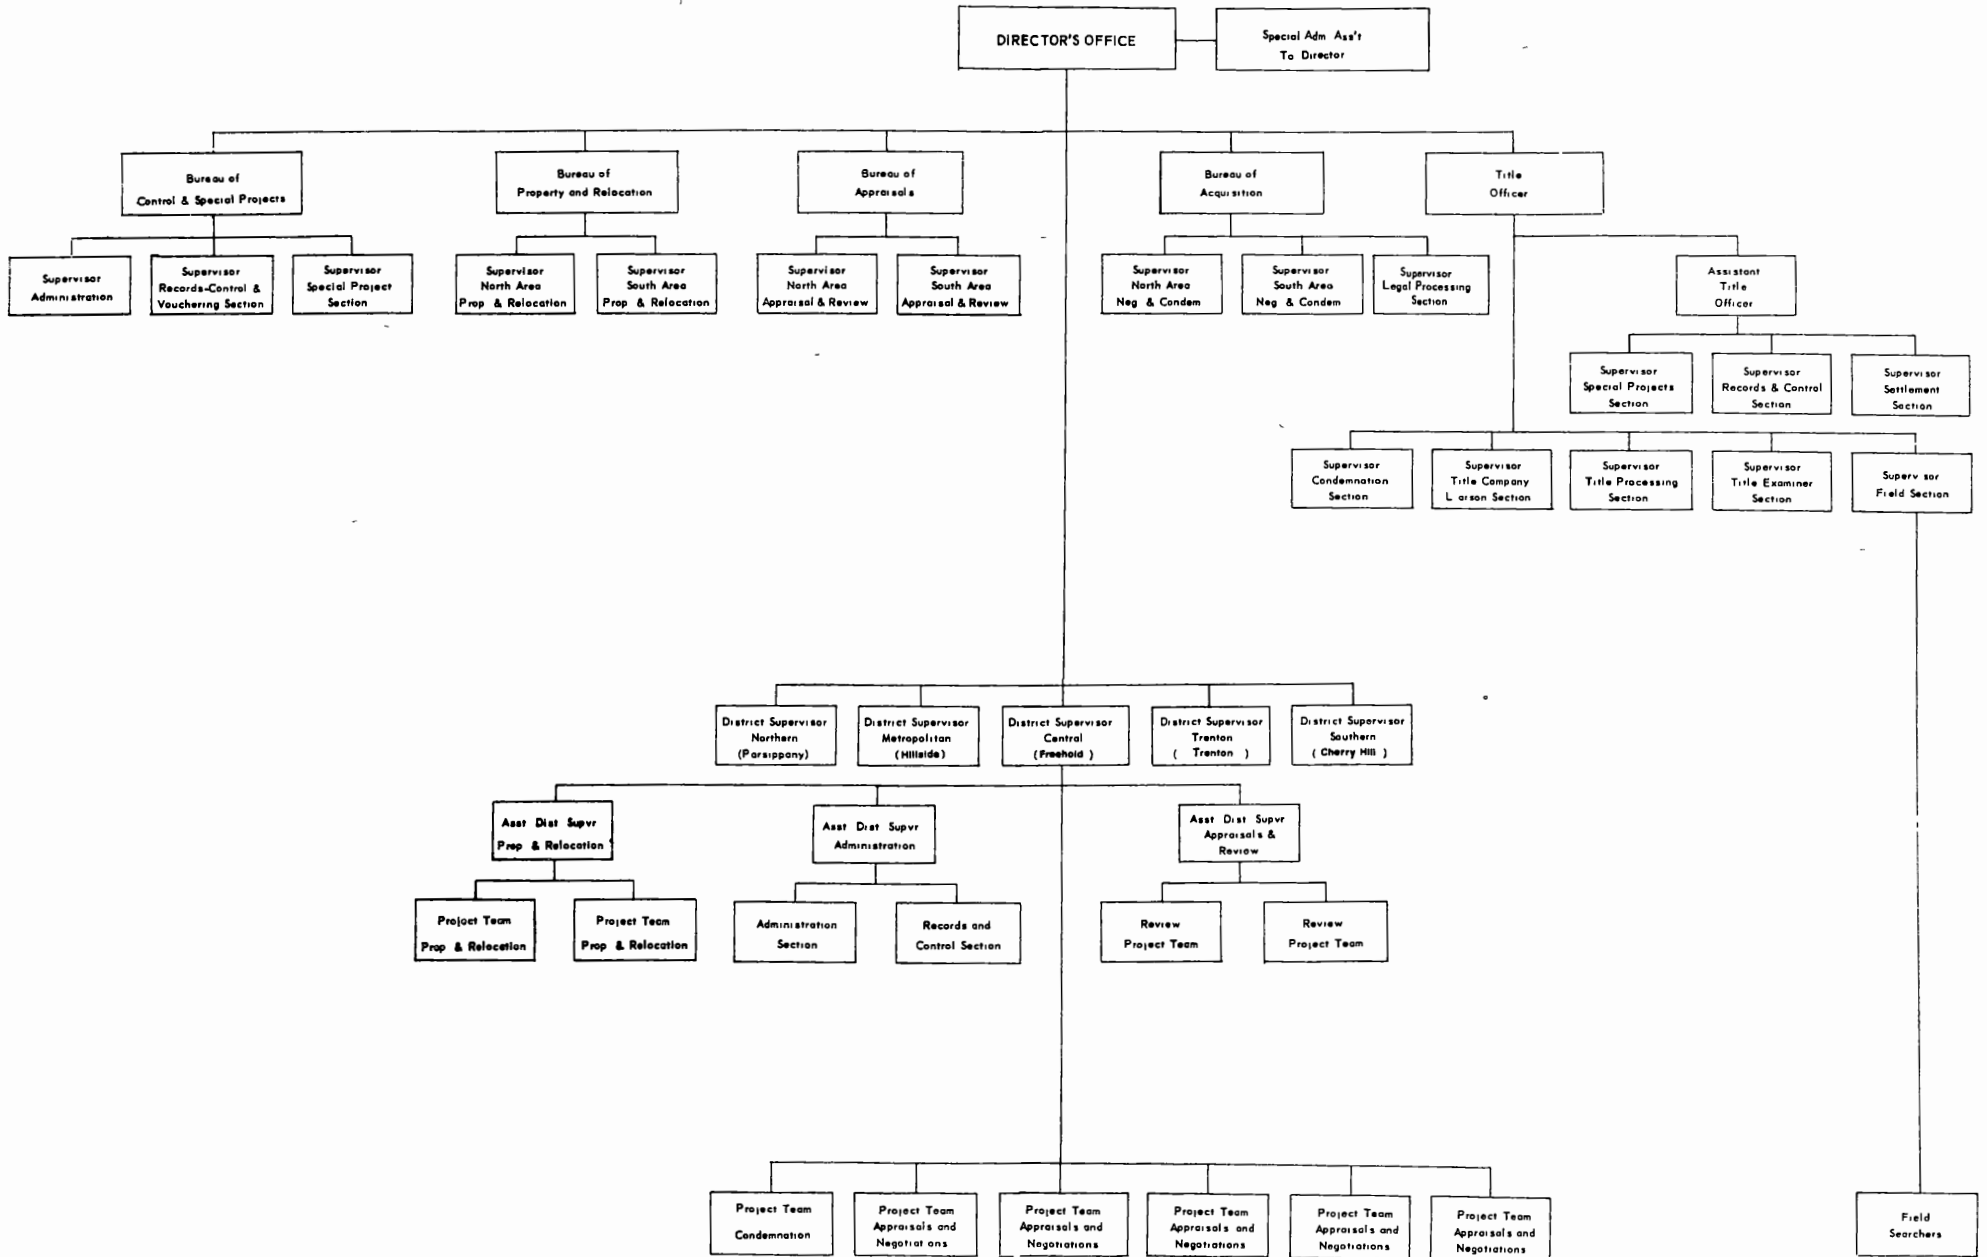 DIRECTOR'S OFFICE
Special Adm Ass't
To Director
Bureau of
Control & Special Projects
Bureau of
Property and Relocation
Bureau of
Appraisals
Bureau of
Acquisition
Title
Officer
Supervisor
Administration
Supervisor
Records-Control &
Vouchering Section
Supervisor
Special Project
Section
Supervisor
North Area
Prop & Relocation
Supervisor
South Area
Prop & Relocation
Supervisor
North Area
Appraisal & Review
Supervisor
South Area
Appraisal & Review
Supervisor
North Area
Neg & Condem
Supervisor
South Area
Neg & Condem
Supervisor
Legal Processing
Section
Assistant
Title
Officer
Supervisor
Special Projects
Section
Supervisor
Records & Control
Section
Supervisor
Settlement
Section
Supervisor
Condemnation
Section
Supervisor
Title Company
L aison Section
Supervisor
Title Processing
Section
Supervisor
Title Examiner
Section
Superv sor
Field Section
District Supervisor
Northern
(Parsippany)
District Supervisor
Metropolitan
(Hillside)
District Supervisor
Central
(Freehold )
District Supervisor
Trenton
( Trenton )
District Supervisor
Southern
( Cherry Hill )
Asst Dist Supvr
Prop & Relocation
Asst Dist Supvr
Administration
Asst Dist Supvr
Appraisals &
Review
Project Team
Prop & Relocation
Project Team
Prop & Relocation
Administration
Section
Records and
Control Section
Review
Project Team
Review
Project Team
Project Team
Condemnation
Project Team
Appraisals and
Negotiat ons
Project Team
Appraisals and
Negotiations
Project Team
Appraisals and
Negotiations
Project Team
Appraisals and
Negotiations
Project Team
Appraisals and
Negotiations
Field
Searchers